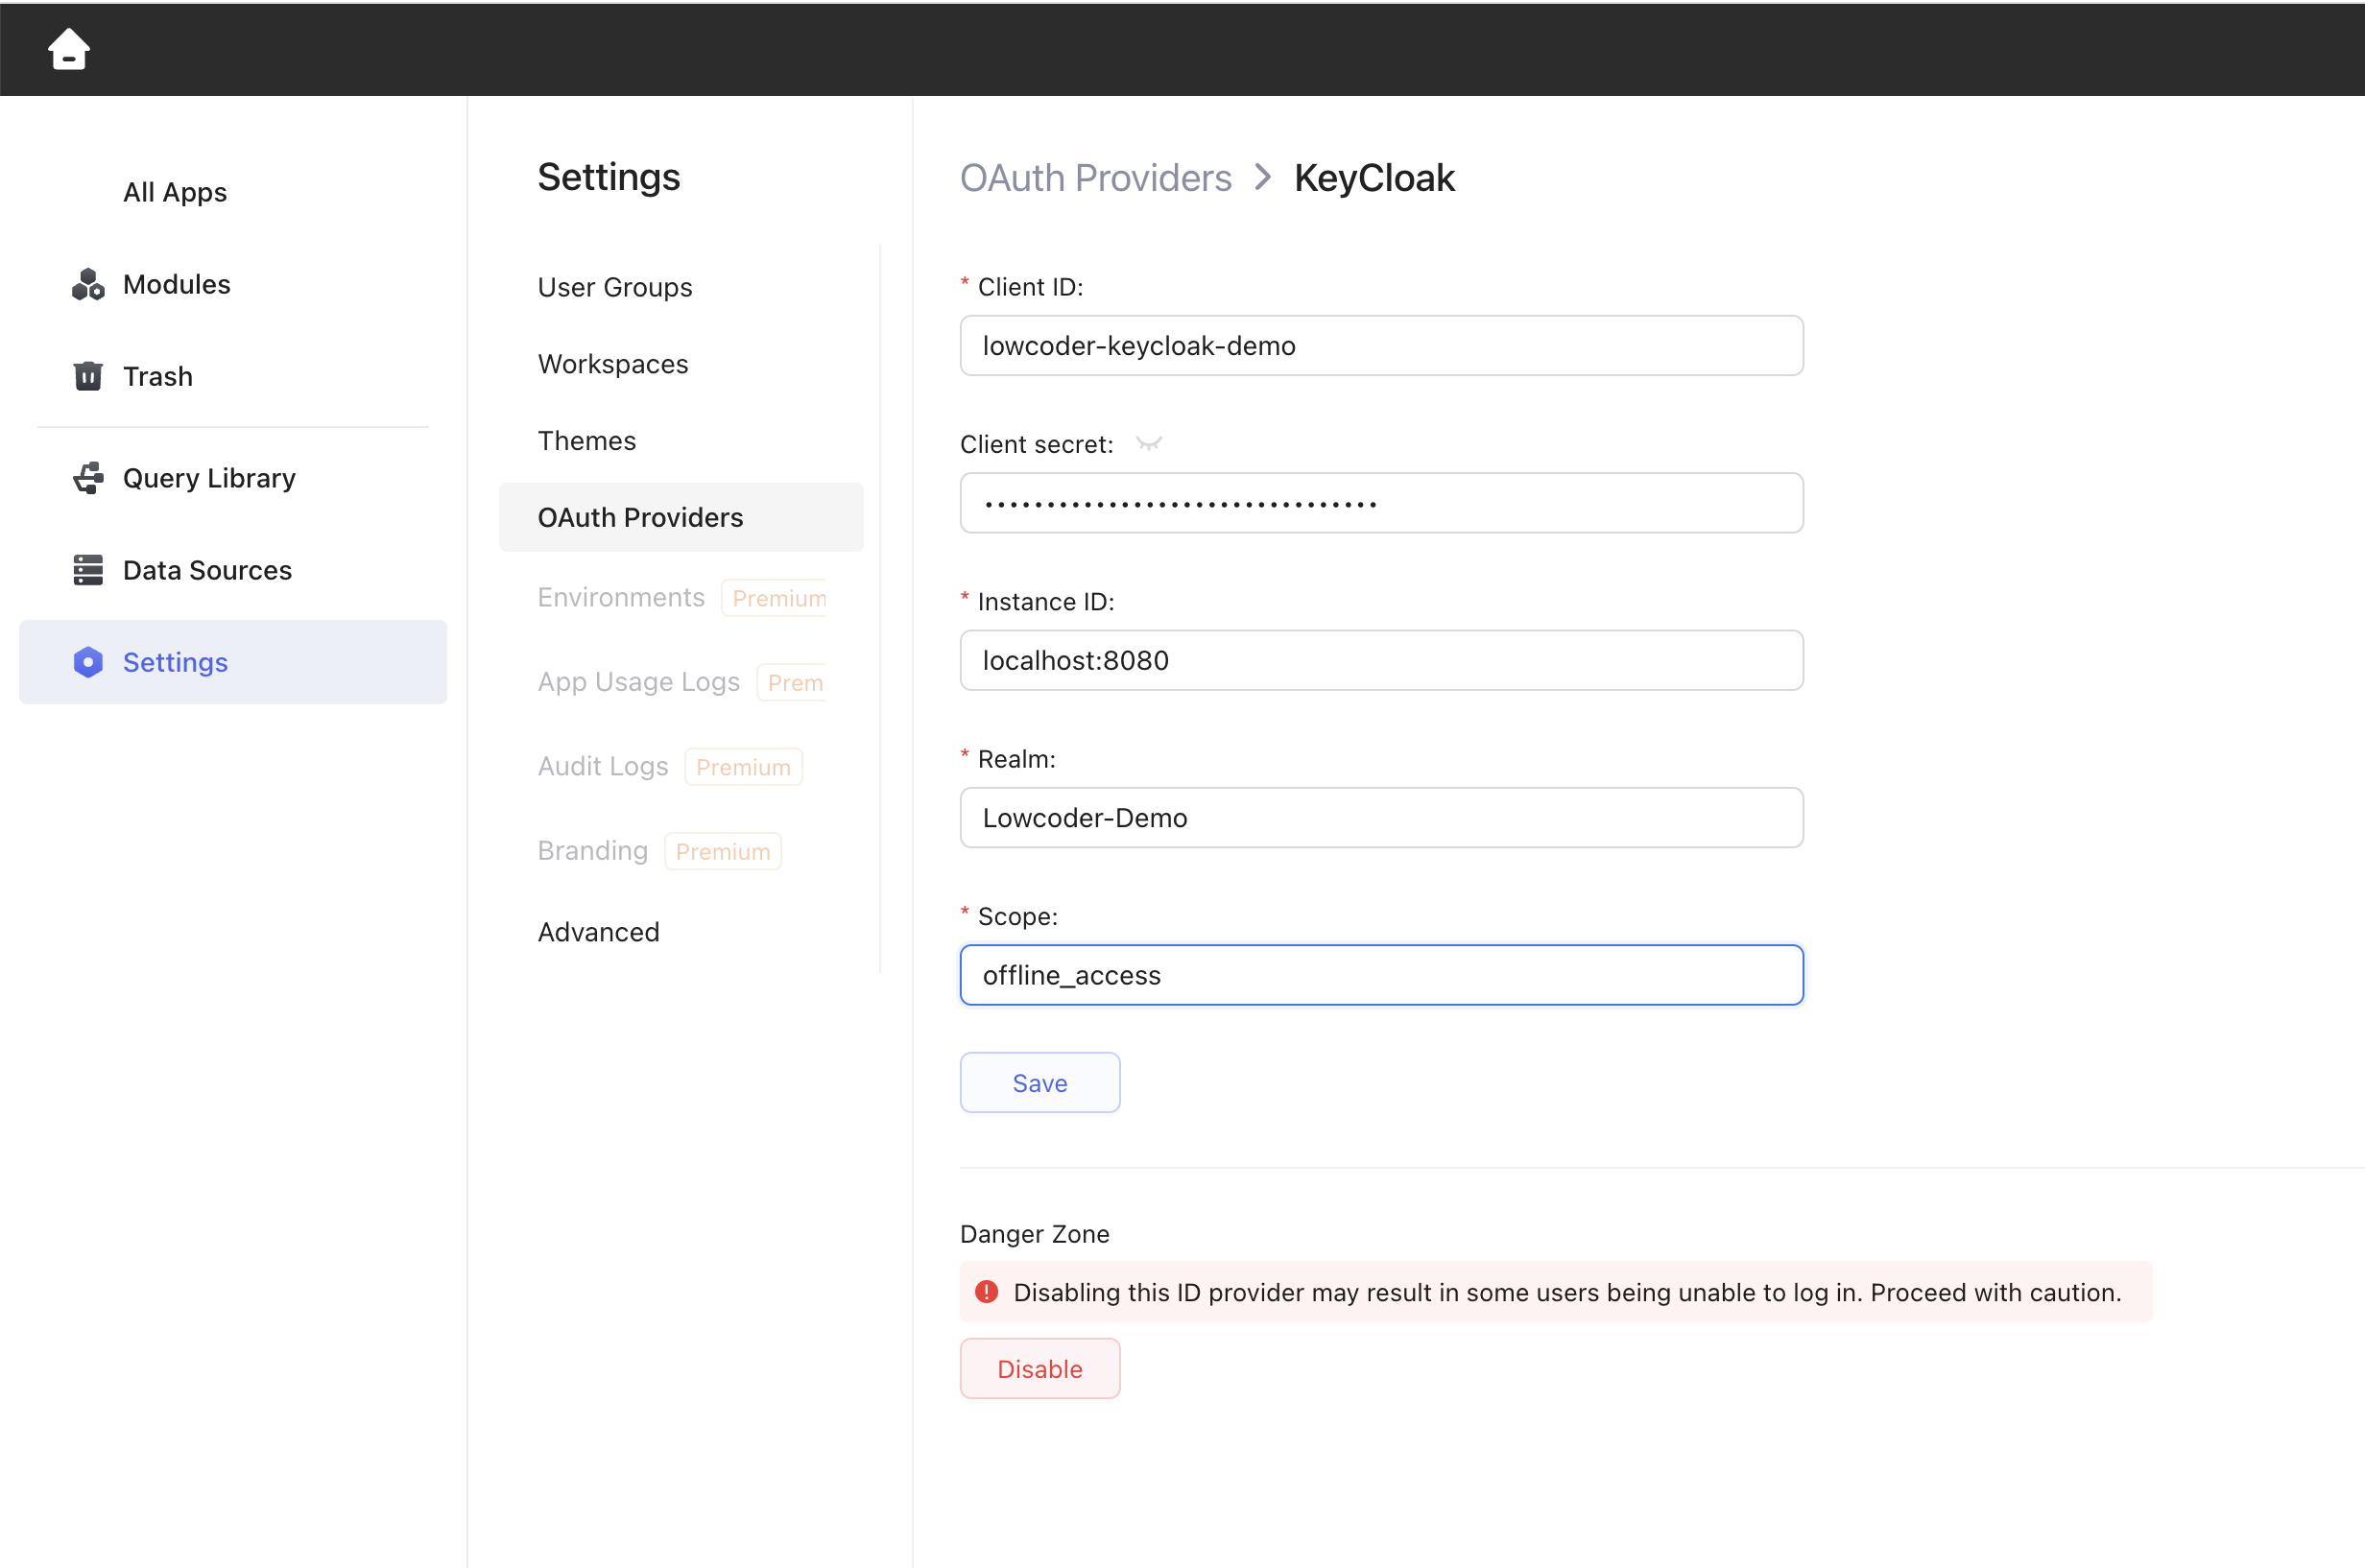 All Apps
Modules
Trash
Query Library
Data Sources
Settings
Settings
User Groups
Workspaces
Themes
OAuth Providers
Environments Premium
App Usage Logs Prem
Audit Logs Premium
Branding Premium
Advanced
OAuth Providers > KeyCloak
* Client ID:
lowcoder-keycloak-demo
Client secret:
••••••••••••••••••••••••••••••••
* Instance ID:
localhost:8080
* Realm:
Lowcoder-Demo
* Scope:
offline_access
Save
Danger Zone
Disabling this ID provider may result in some users being unable to log in. Proceed with caution.
Disable